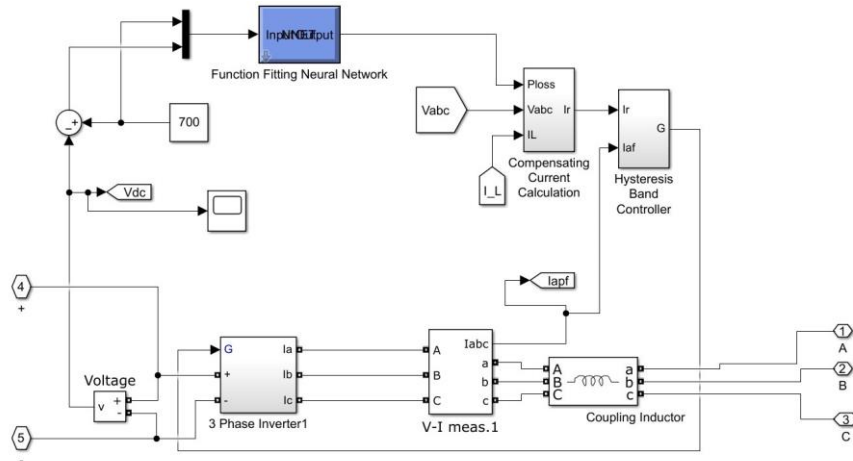 700
Function Fitting Neural Network
Vabc
I_L
Ploss
Vabc Ir
IL
Compensating
Current
Calculation
Ir
G
Iaf
Hysteresis
Band
Controller
+
−
Vdc
4
+
Voltage
+
v
-
5
G Ia
+ Ib
- Ic
3 Phase Inverter1
Iapf
Iabc
A a
B b
C c
V-I meas.1
A a
B b
C c
Coupling Inductor
1
A
2
B
3
C